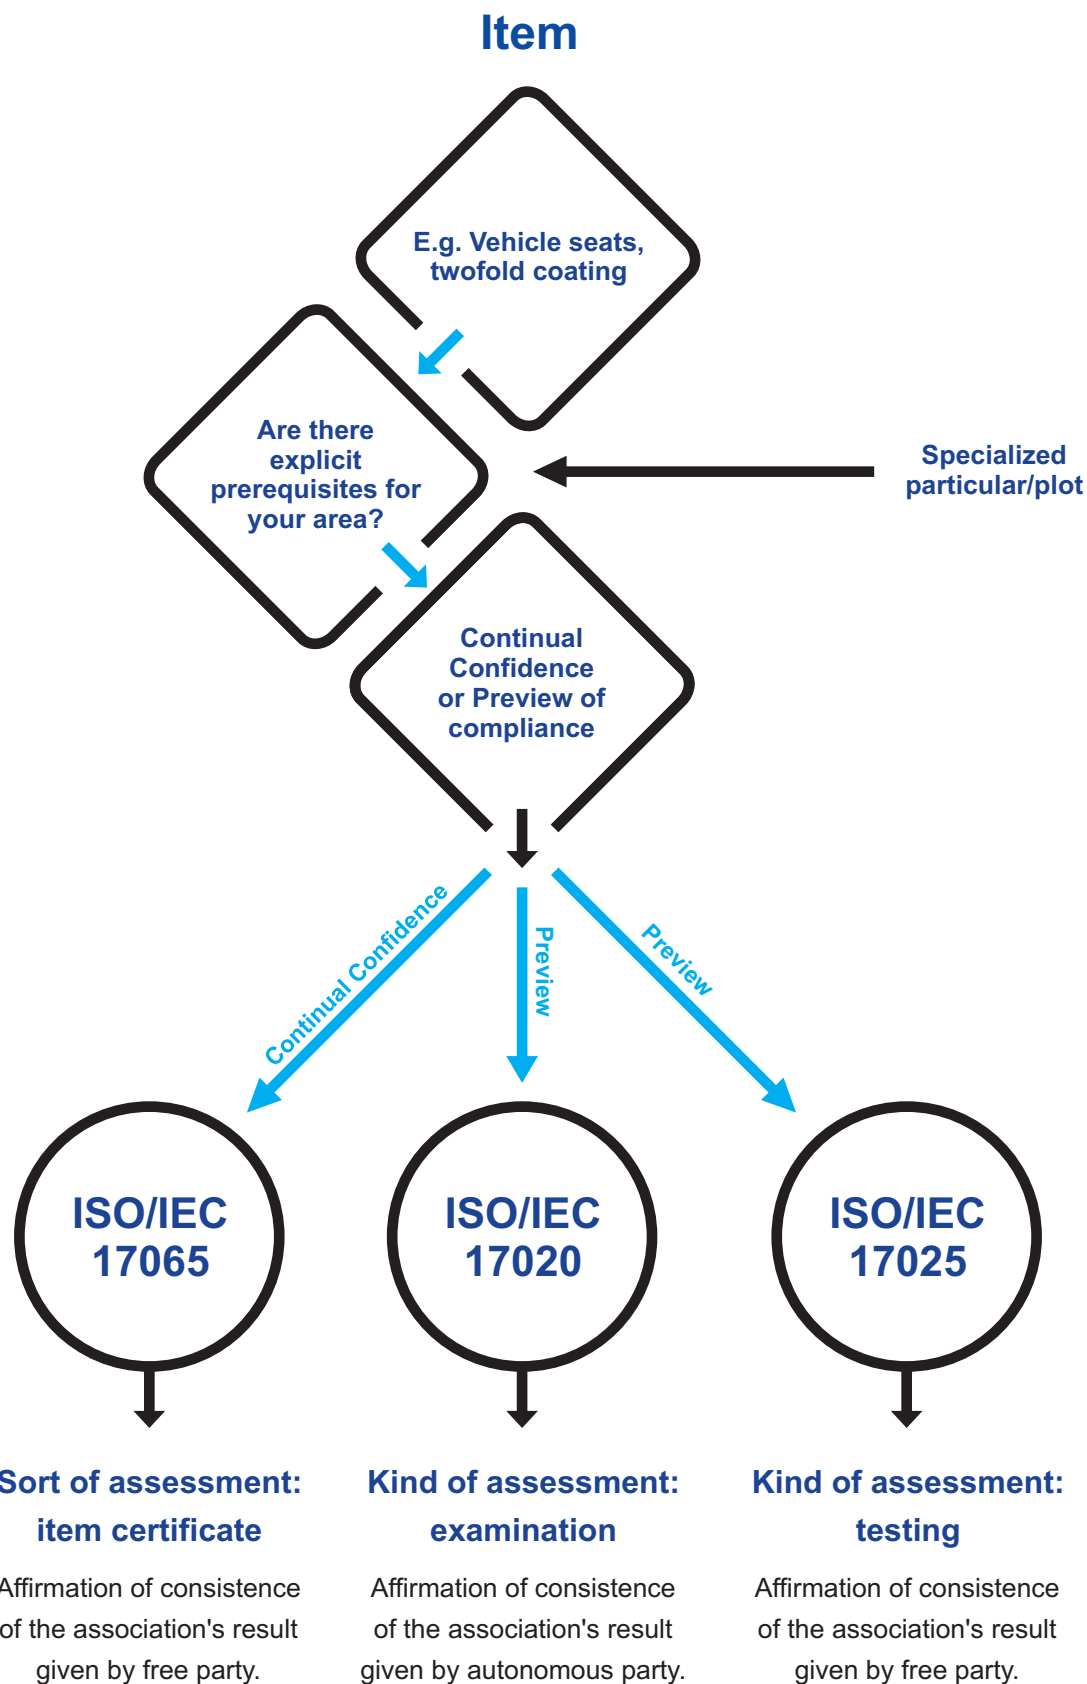 Item
E.g. Vehicle seats,
twofold coating
Are there
explicit
prerequisites for
your area?
Specialized
particular/plot
Continual
Confidence
or Preview of
compliance
Continual Confidence
Preview
Preview
ISO/IEC
17065
ISO/IEC
17020
ISO/IEC
17025
Sort of assessment:
item certificate
Affirmation of consistence
of the association's result
given by free party.
Kind of assessment:
examination
Affirmation of consistence
of the association's result
given by autonomous party.
Kind of assessment:
testing
Affirmation of consistence
of the association's result
given by free party.